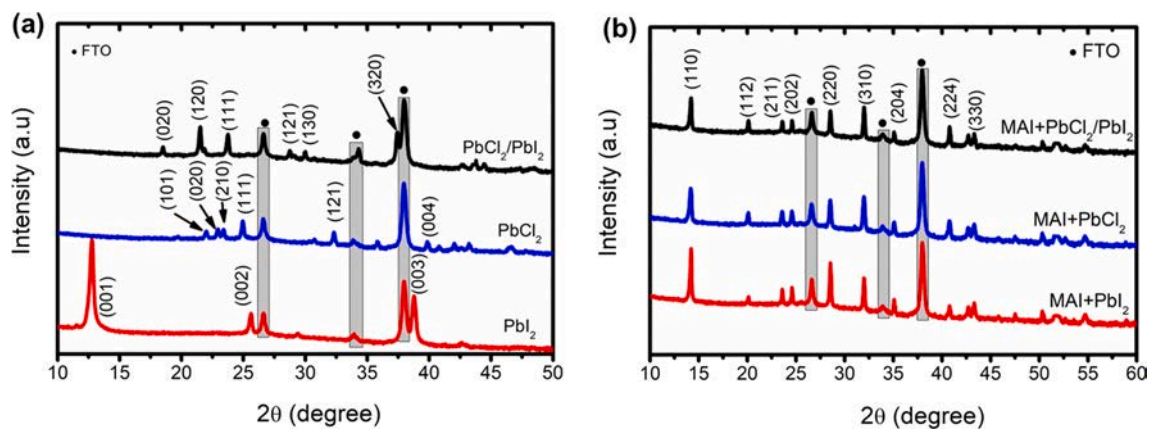 (a)
• FTO
(020)
(120)
(111)
(121)
(130)
(320)
PbCl₂/PbI₂
(101)
(020)
(210)
(111)
(121)
(004)
PbCl₂
(001)
(002)
(003)
PbI₂
Intensity (a.u)
10 15 20 25 30 35 40 45 50
2θ (degree)
(b)
• FTO
(110)
(112)
(211)
(202)
(220)
(310)
(204)
(224)
(330)
MAI+PbCl₂/PbI₂
MAI+PbCl₂
MAI+PbI₂
Intensity (a.u)
10 15 20 25 30 35 40 45 50 55 60
2θ (degree)